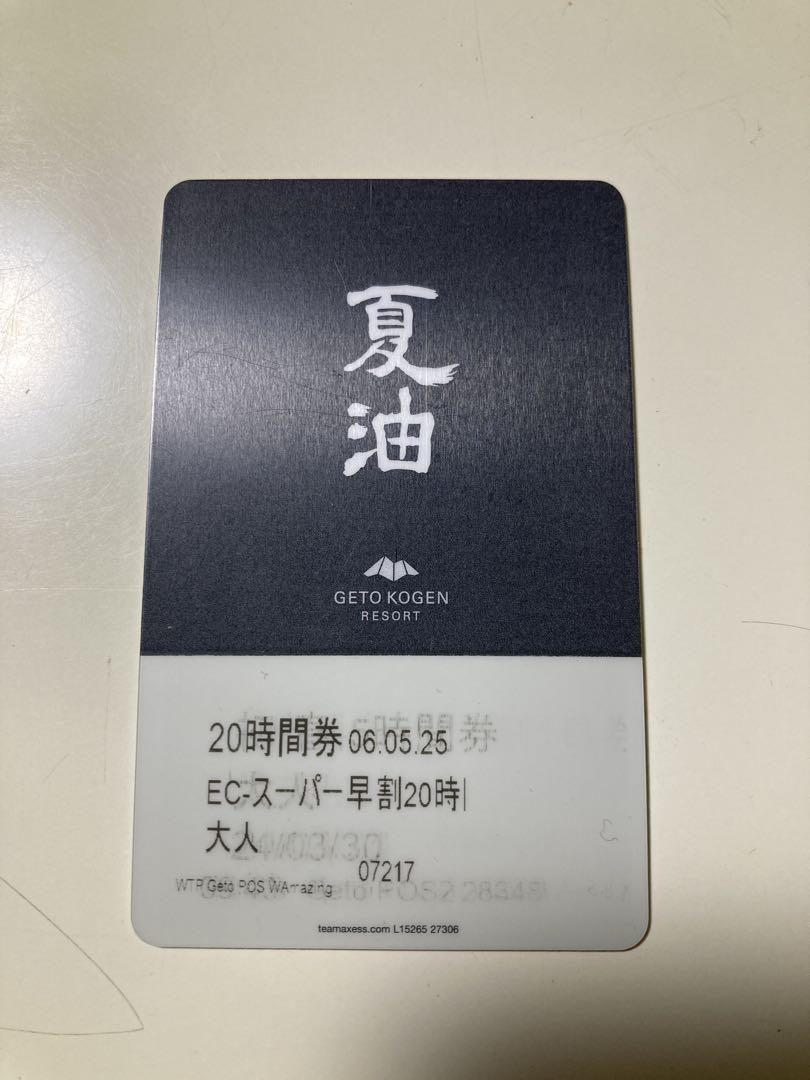 夏油
GETO KOGEN
RESORT
20時間券 06.05.25
EC-スーパー早割20時
大人
07217
WTP Geto POS WAmazing
teamaxess.com L15265 27306